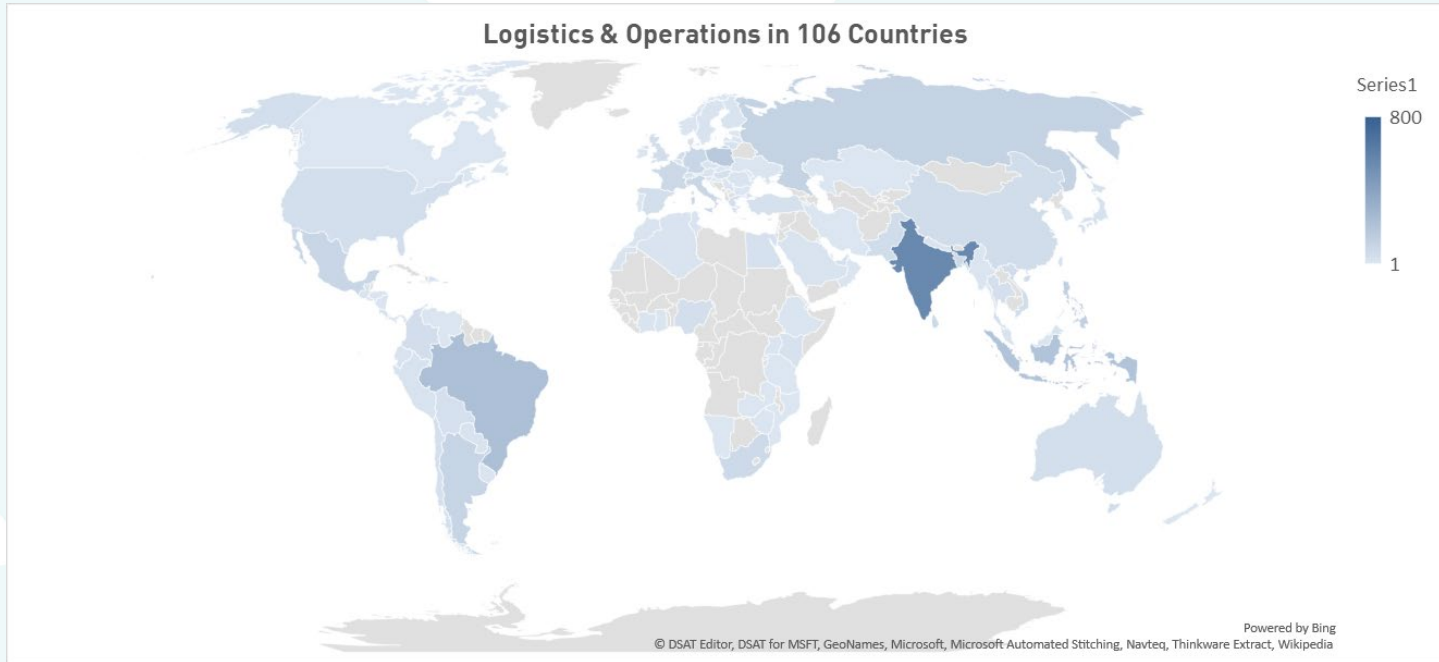 Logistics & Operations in 106 Countries
Series1
800
1
Powered by Bing
© DSAT Editor, DSAT for MSFT, GeoNames, Microsoft, Microsoft Automated Stitching, Navteq, Thinkware Extract, Wikipedia